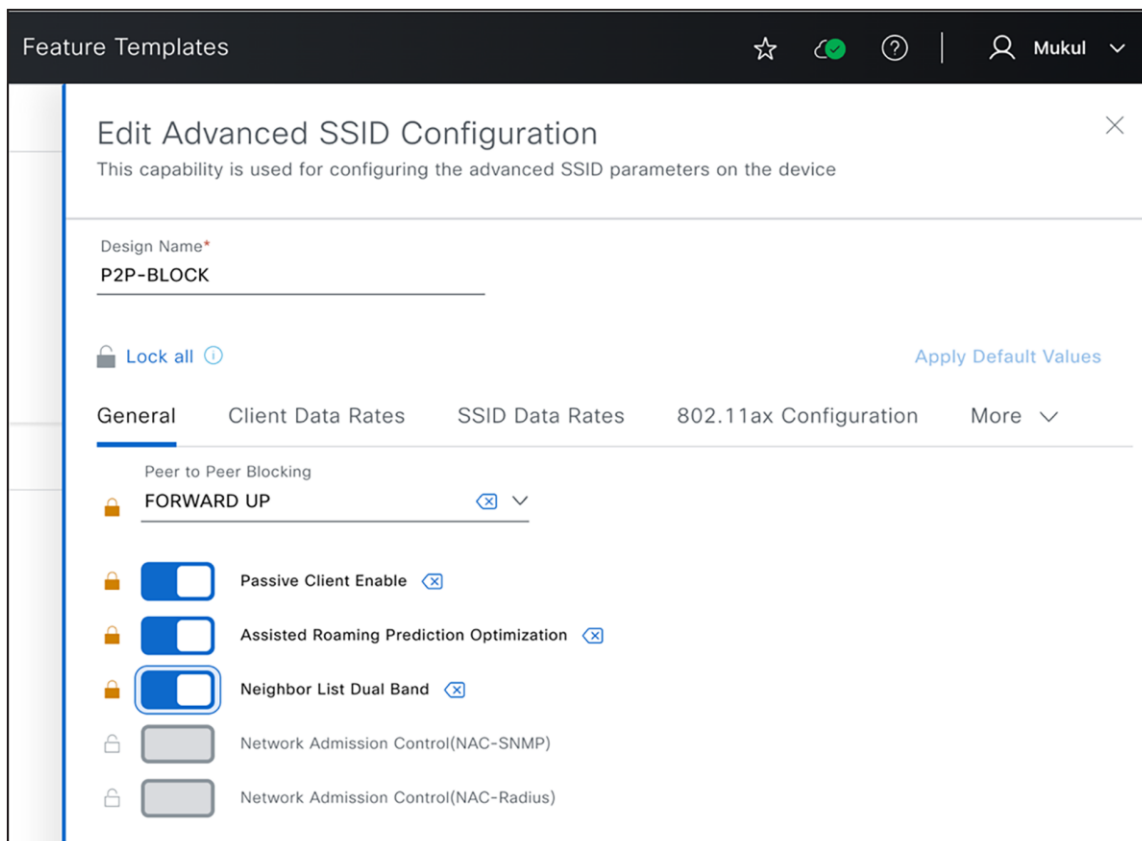 Feature Templates Mukul
Edit Advanced SSID Configuration
This capability is used for configuring the advanced SSID parameters on the device
Design Name*
P2P-BLOCK
Lock all Apply Default Values
General Client Data Rates SSID Data Rates 802.11ax Configuration More
Peer to Peer Blocking
FORWARD UP
Passive Client Enable
Assisted Roaming Prediction Optimization
Neighbor List Dual Band
Network Admission Control(NAC-SNMP)
Network Admission Control(NAC-Radius)